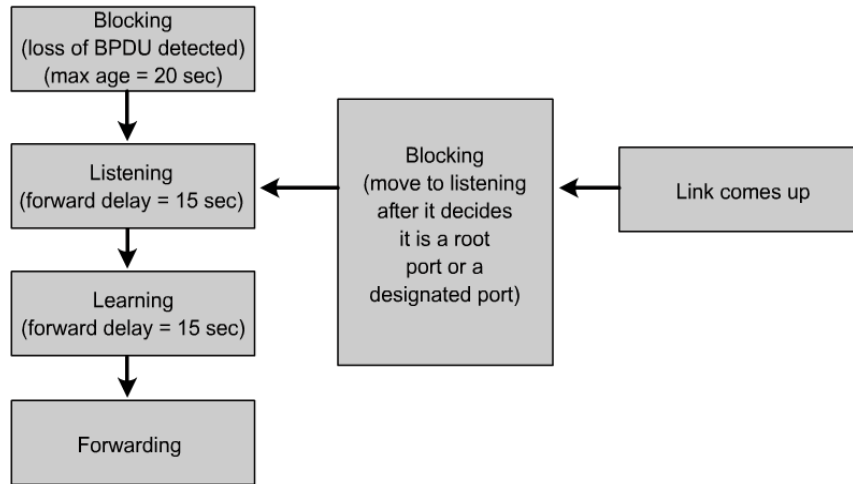 Blocking
(loss of BPDU detected)
(max age = 20 sec)
Listening
(forward delay = 15 sec)
Learning
(forward delay = 15 sec)
Forwarding
Blocking
(move to listening
after it decides
it is a root
port or a
designated port)
Link comes up